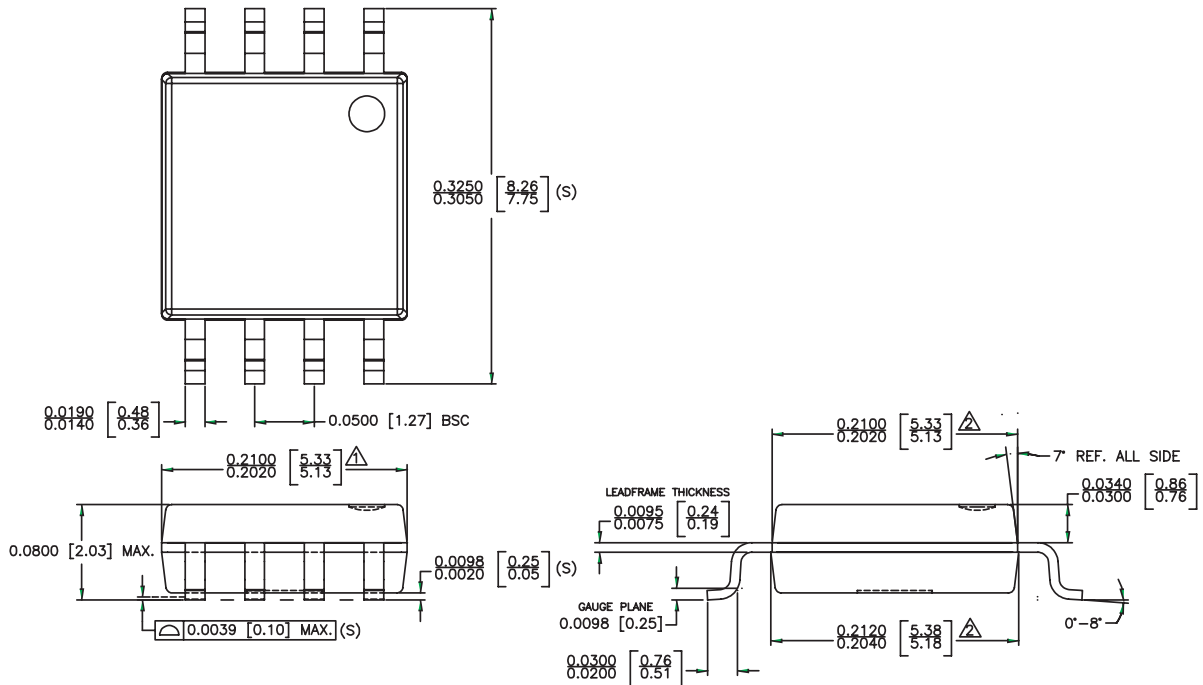 0.3250 [8.26] (S)
0.3050 [7.75]
0.0190 [0.48]
0.0140 [0.36]
0.0500 [1.27] BSC
0.2100 [5.33] 1
0.2020 [5.13]
0.0800 [2.03] MAX.
0.0098 [0.25] (S)
0.0020 [0.05]
0.0039 [0.10] MAX. (S)
0.2100 [5.33] 2
0.2020 [5.13]
7° REF. ALL SIDE
0.0340 [0.86]
0.0300 [0.76]
LEADFRAME THICKNESS
0.0095 [0.24]
0.0075 [0.19]
GAUGE PLANE
0.0098 [0.25]
0°-8°
0.2120 [5.38] 2
0.2040 [5.18]
0.0300 [0.76]
0.0200 [0.51]